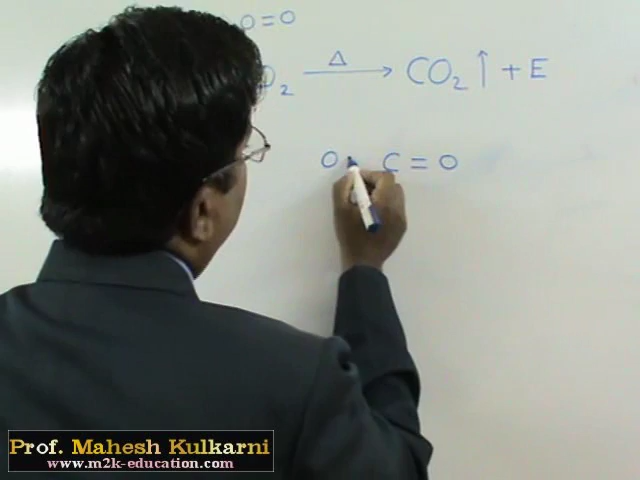 O=O
O₂ —Δ→ CO₂↑ + E
O C = O
Prof. Mahesh Kulkarni
www.m2k-education.com